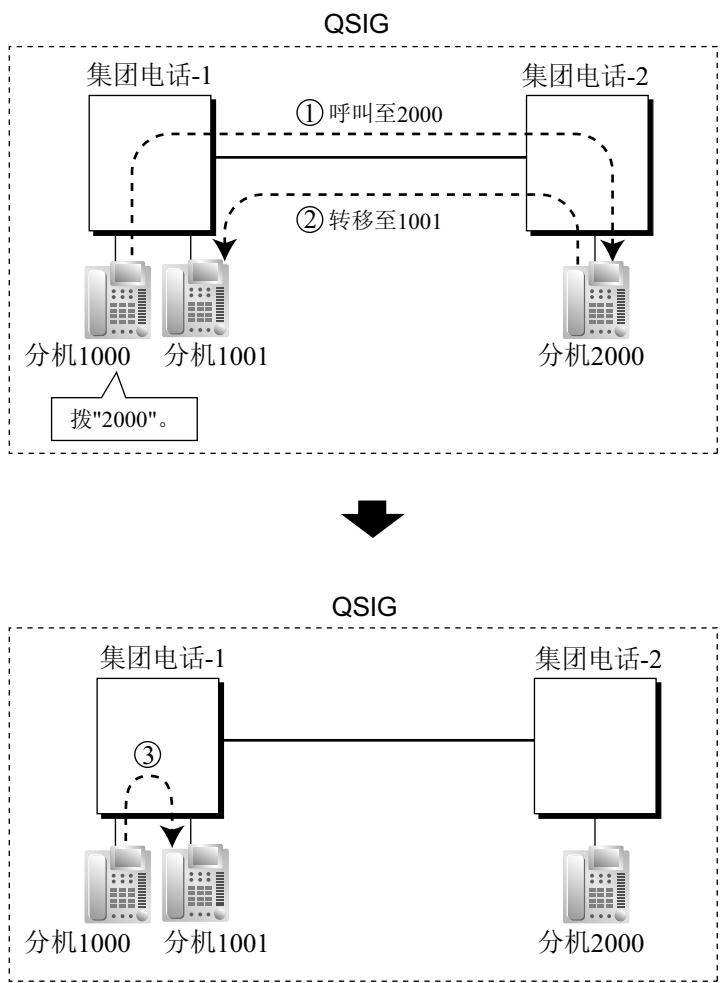 QSIG
集团电话-1
集团电话-2
①呼叫至2000
②转移至1001
分机1000
分机1001
分机2000
拨"2000"。
QSIG
集团电话-1
集团电话-2
③
分机1000
分机1001
分机2000